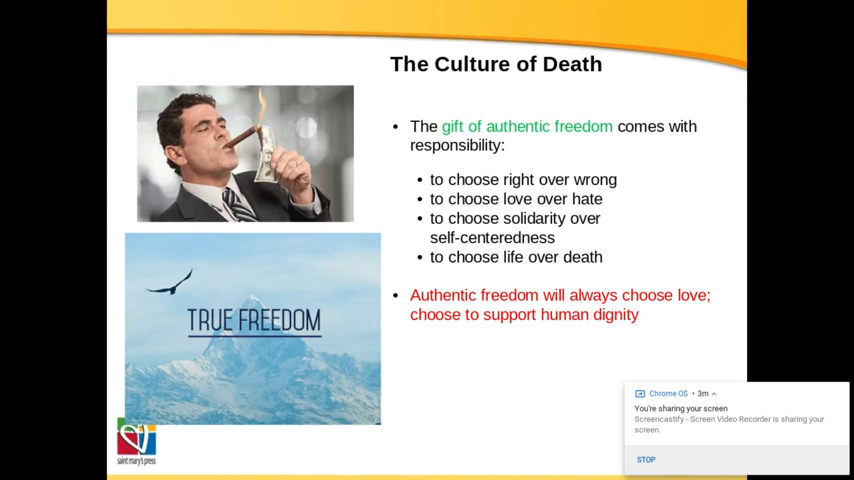 The Culture of Death
• The gift of authentic freedom comes with
responsibility:
• to choose right over wrong
• to choose love over hate
• to choose solidarity over
self-centeredness
• to choose life over death
• Authentic freedom will always choose love;
choose to support human dignity
TRUE FREEDOM
saint mary's press
Chrome OS • 3m
You're sharing your screen
Screencastify - Screen Video Recorder is sharing your
screen.
STOP